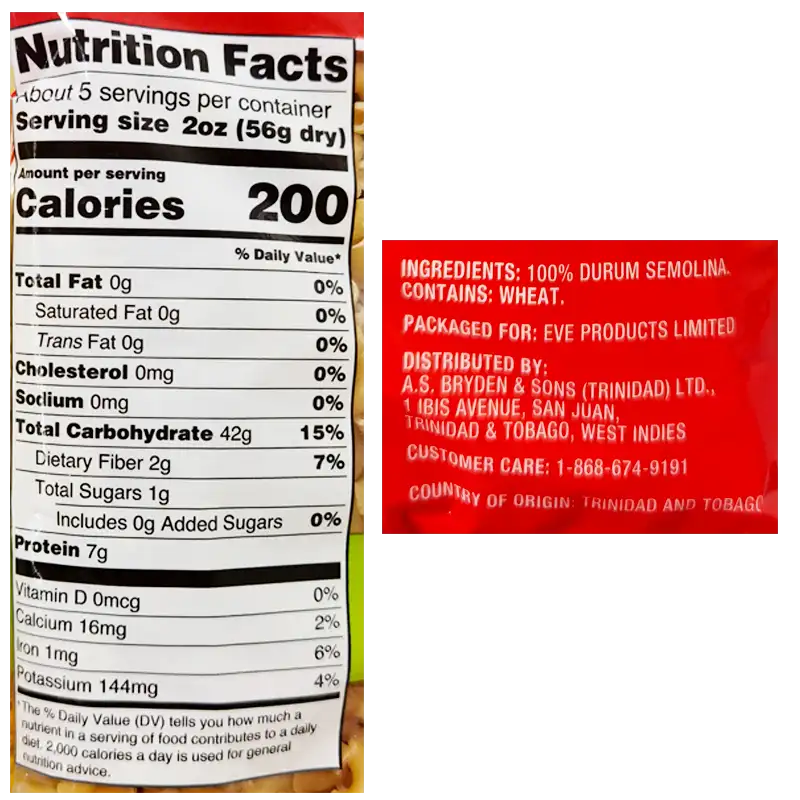 Nutrition Facts
About 5 servings per container
Serving size 2oz (56g dry)
Amount per serving
Calories 200
% Daily Value*
Total Fat 0g 0%
Saturated Fat 0g 0%
Trans Fat 0g 0%
Cholesterol 0mg 0%
Sodium 0mg 0%
Total Carbohydrate 42g 15%
Dietary Fiber 2g 7%
Total Sugars 1g
Includes 0g Added Sugars 0%
Protein 7g
Vitamin D 0mcg 0%
Calcium 16mg 2%
Iron 1mg 6%
Potassium 144mg 4%
*The % Daily Value (DV) tells you how much a
nutrient in a serving of food contributes to a daily
diet. 2,000 calories a day is used for general
nutrition advice.
INGREDIENTS: 100% DURUM SEMOLINA.
CONTAINS: WHEAT.
PACKAGED FOR: EVE PRODUCTS LIMITED
DISTRIBUTED BY:
A.S. BRYDEN & SONS (TRINIDAD) LTD.,
1 IBIS AVENUE, SAN JUAN,
TRINIDAD & TOBAGO, WEST INDIES
CUSTOMER CARE: 1-868-674-9191
COUNTRY OF ORIGIN: TRINIDAD AND TOBAGO